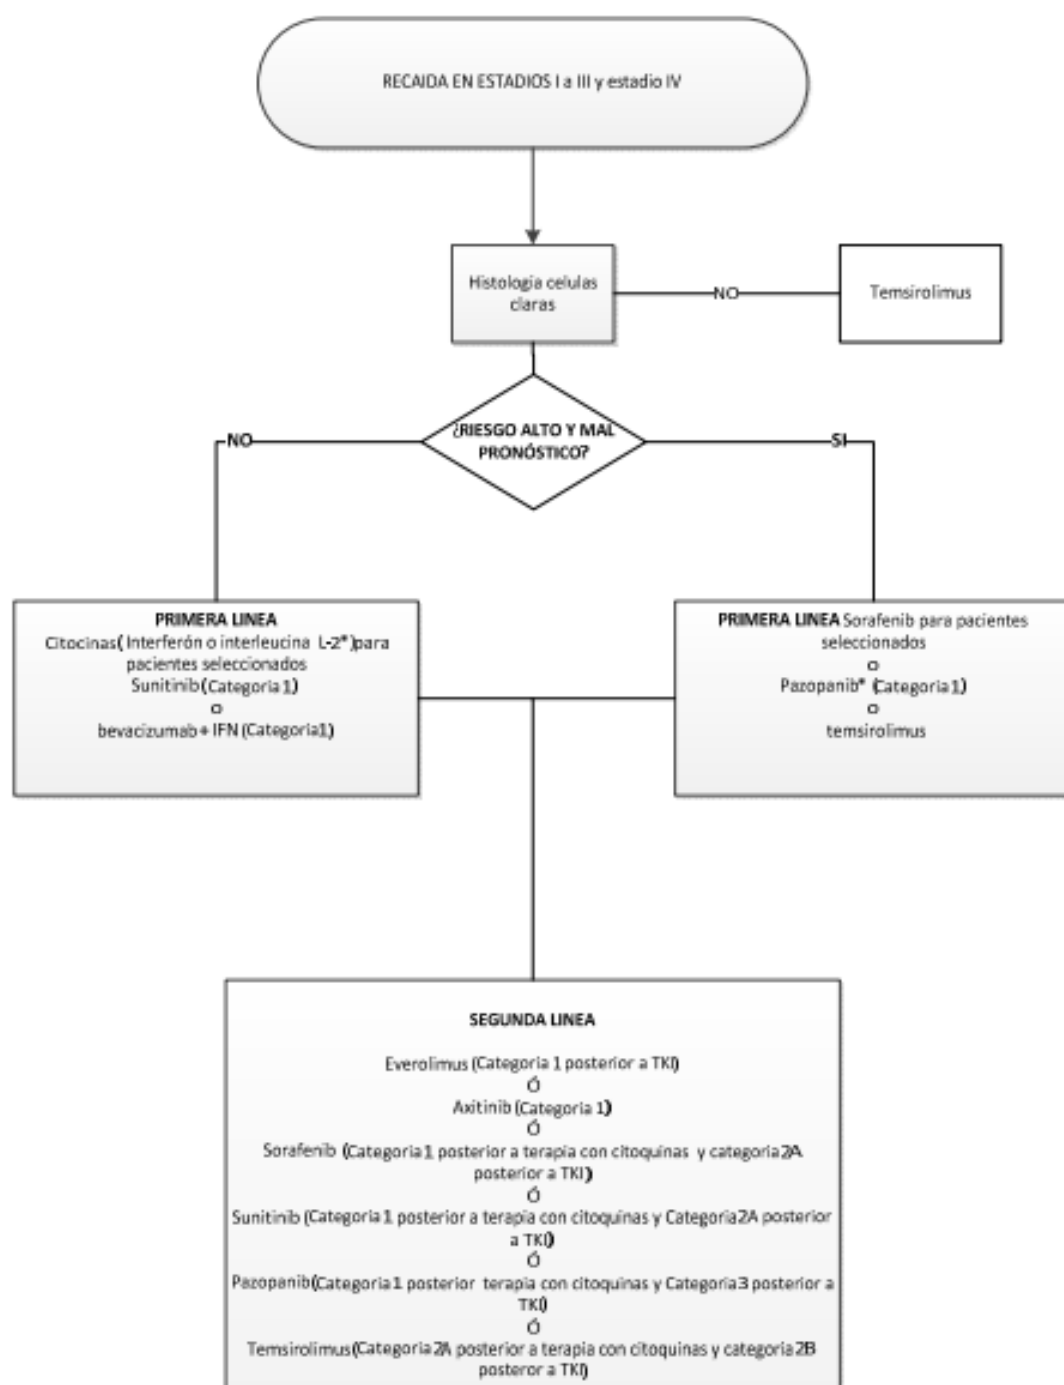 RECAIDA EN ESTADIOS I a III y estadio IV
Histología celulas
claras
NO
Temsirolimus
¿RIESGO ALTO Y MAL
PRONÓSTICO?
NO
SI
PRIMERA LINEA
Citocinas( Interferón o interleucina L-2*)para
pacientes seleccionados
Sunitinib(Categoria 1)
o
bevacizumab+ IFN (Categoria1)
PRIMERA LINEA Sorafenib para pacientes
seleccionados
o
Pazopanib* (Categoria 1)
o
temsirolimus
SEGUNDA LINEA
Everolimus (Categoria 1 posterior a TKI)
Ó
Axitinib (Categoria 1)
Ó
Sorafenib (Categoria 1 posterior a terapia con citoquinas y categoria 2A
posterior a TKI)
Ó
Sunitinib (Categoria 1 posterior a terapia con citoquinas y Categoria 2A posterior
a TKI)
Ó
Pazopanib(Categoria 1 posterior terapia con citoquinas y Categoria 3 posterior a
TKI)
Ó
Temsirolimus(Categoria 2A posterior a terapia con citoquinas y categoria 2B
posteror a TKI)